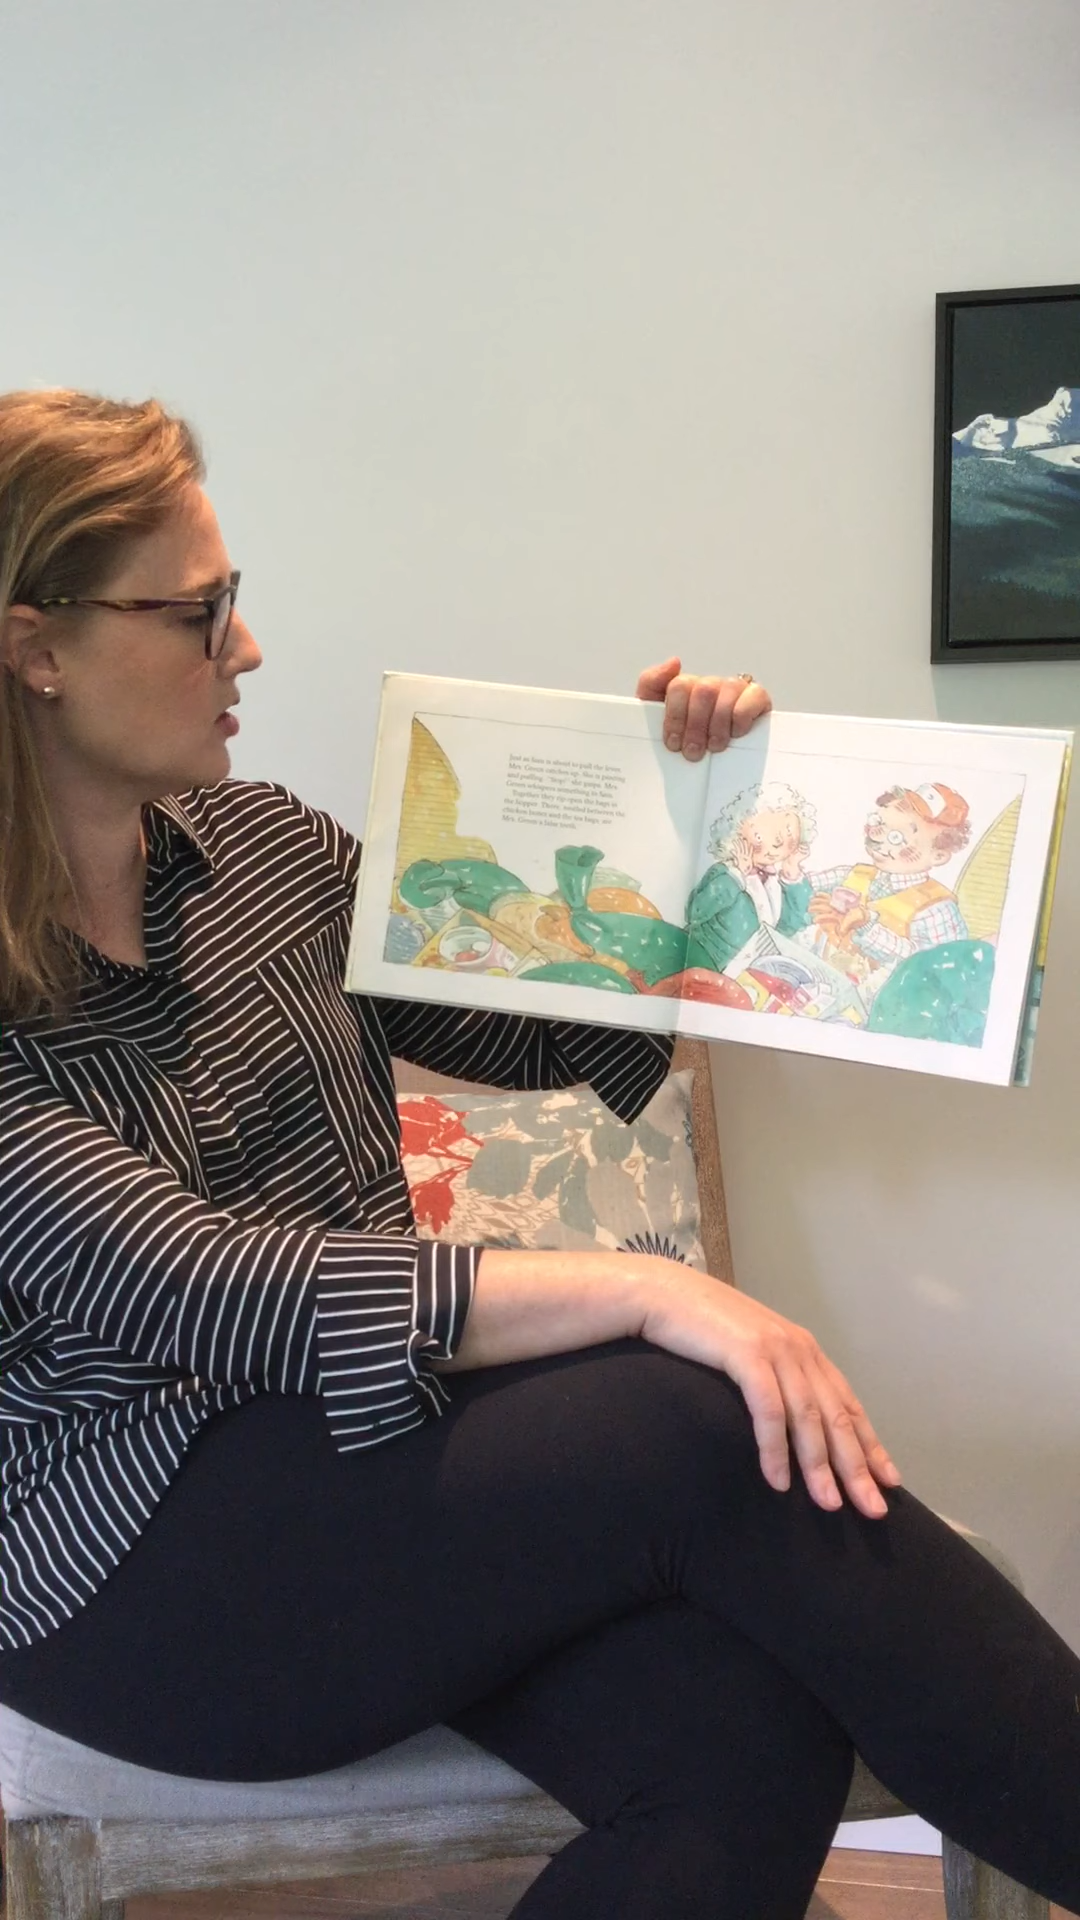 Just as Sam is about to pull the lever,
Mrs. Green catches up. She is panting
and puffing. "Stop!" she gasps. Mrs.
Green whispers something to Sam.
Together they rip open the bags in
the hopper. There, nestled between the
chicken bones and the tea bags, are
Mrs. Green's false teeth.